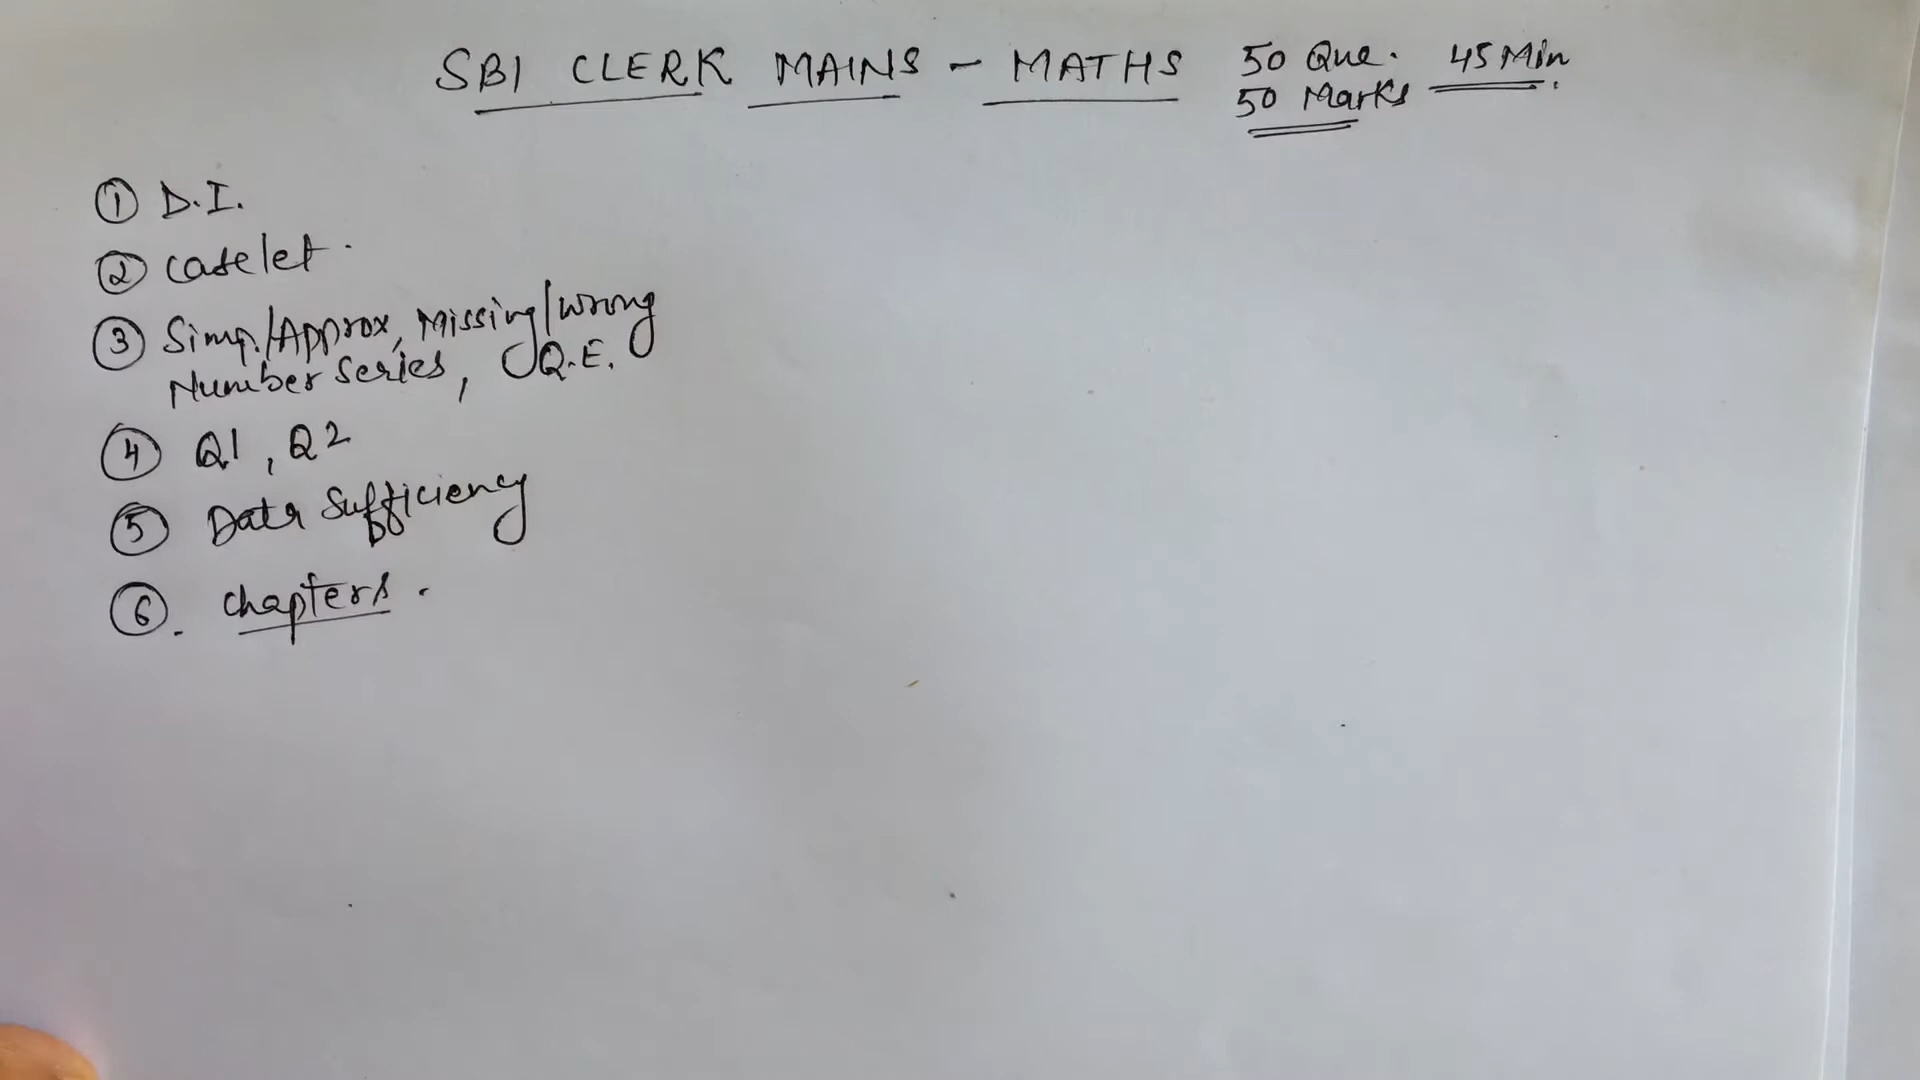 SBI CLERK MAINS - MATHS 50 Que. 45 Min.
50 Marks
① D.I.
② Caselet.
③ Simp./Approx, Missing/Wrong
Number Series, Q.E.
④ Q1, Q2
⑤ Data Sufficiency
⑥. Chapters.